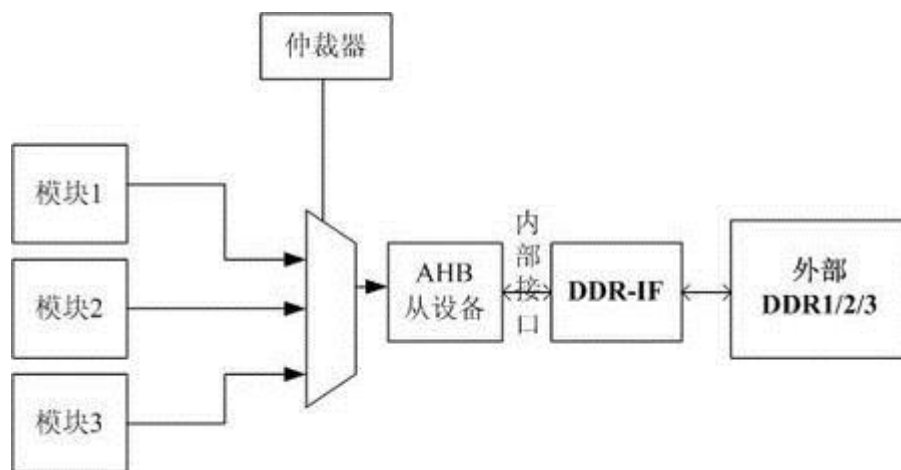 仲裁器
模块1
模块2
模块3
AHB
从设备
内
部
接
口
DDR-IF
外部
DDR1/2/3